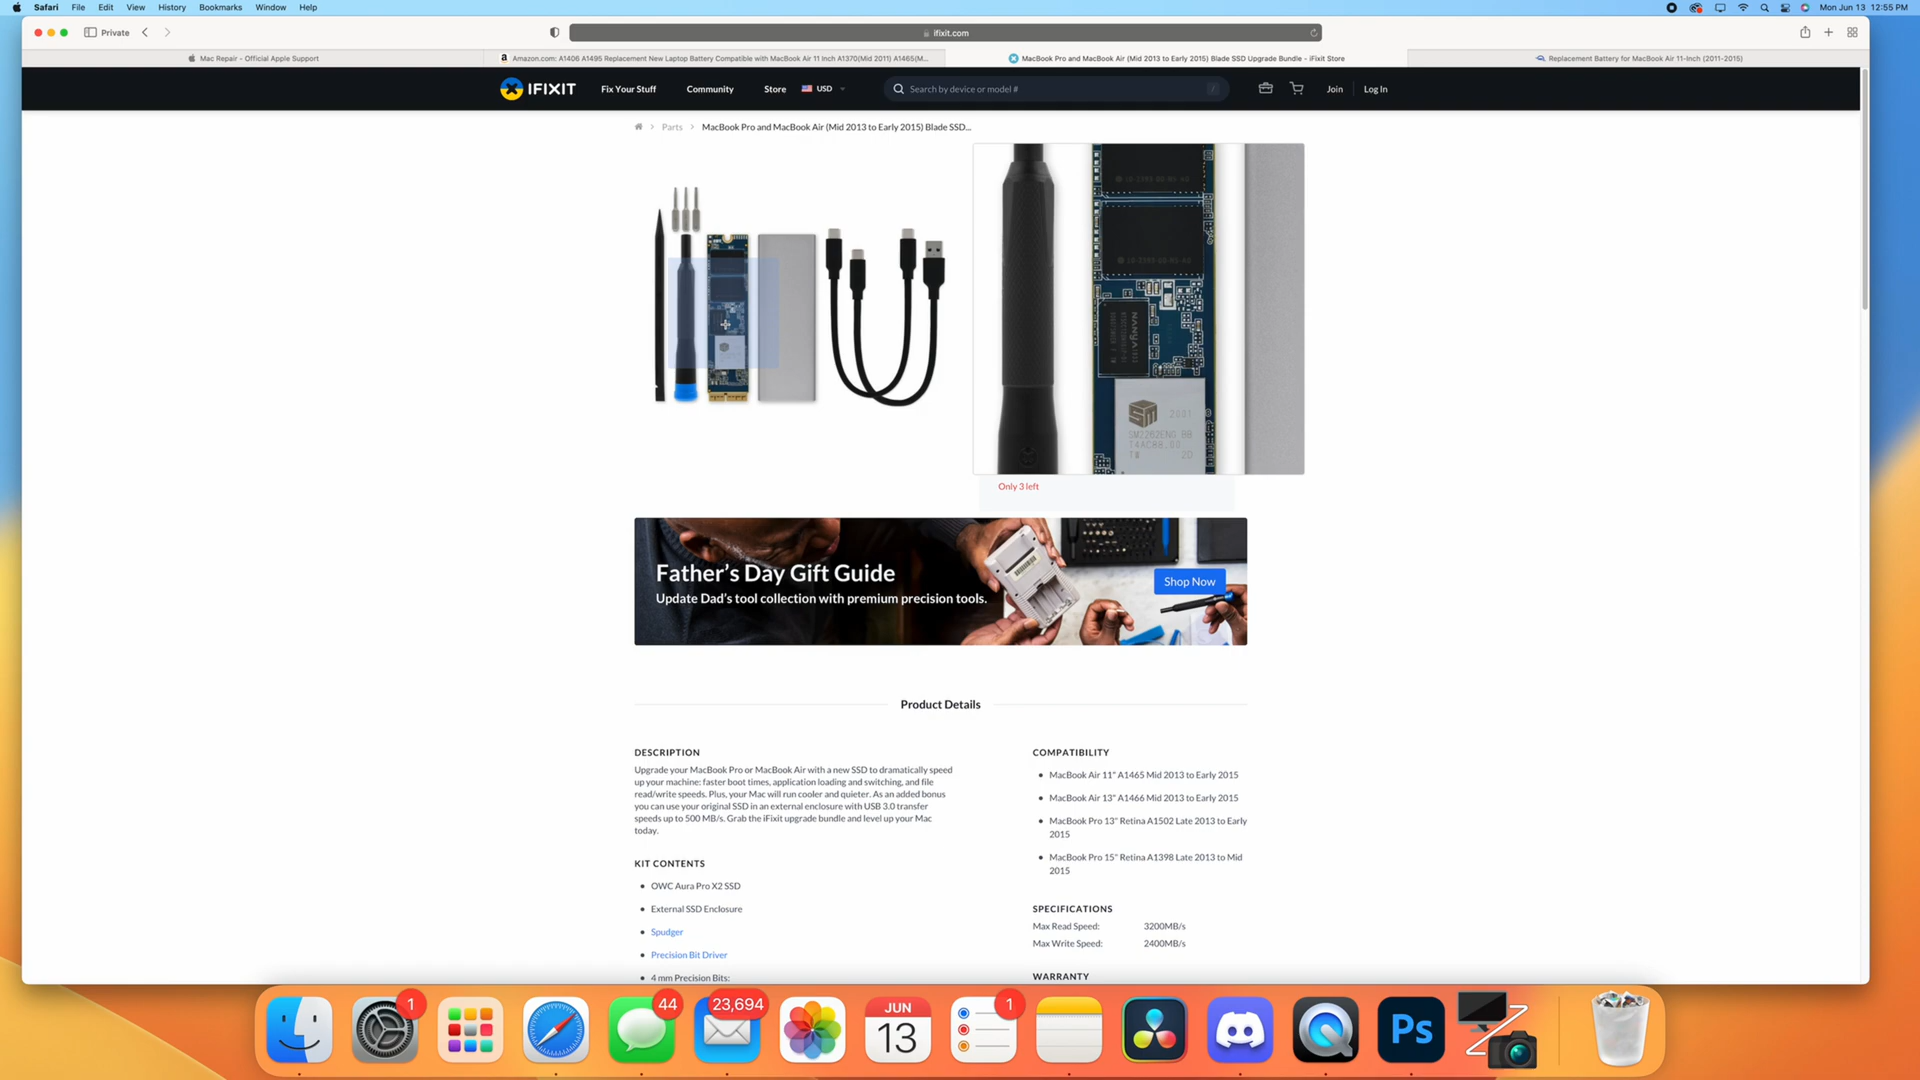 Safari File Edit View History Bookmarks Window Help Mon Jun 13 12:55 PM
Private ifixit.com
Mac Repair - Official Apple Support
Amazon.com: A1406 A1495 Replacement New Laptop Battery Compatible with MacBook Air 11 Inch A1370(Mid 2011) A1465(M...
MacBook Pro and MacBook Air (Mid 2013 to Early 2015) Blade SSD Upgrade Bundle - iFixit Store
Replacement Battery for MacBook Air 11-Inch (2011-2015)
IFIXIT Fix Your Stuff Community Store USD Search by device or model # / Join Log In
Parts MacBook Pro and MacBook Air (Mid 2013 to Early 2015) Blade SSD...
NANYA
SM 2001
SM2262ENG BB
T4ACR8.00
TW 2D
Only 3 left
Father's Day Gift Guide
Update Dad's tool collection with premium precision tools.
Shop Now
Product Details
DESCRIPTION
Upgrade your MacBook Pro or MacBook Air with a new SSD to dramatically speed
up your machine: faster boot times, application loading and switching, and file
read/write speeds. Plus, your Mac will run cooler and quieter. As an added bonus
you can use your original SSD in an external enclosure with USB 3.0 transfer
speeds up to 500 MB/s. Grab the iFixit upgrade bundle and level up your Mac
today.
KIT CONTENTS
OWC Aura Pro X2 SSD
External SSD Enclosure
Spudger
Precision Bit Driver
4 mm Precision Bits:
COMPATIBILITY
MacBook Air 11" A1465 Mid 2013 to Early 2015
MacBook Air 13" A1466 Mid 2013 to Early 2015
MacBook Pro 13" Retina A1502 Late 2013 to Early
2015
MacBook Pro 15" Retina A1398 Late 2013 to Mid
2015
SPECIFICATIONS
Max Read Speed: 3200MB/s
Max Write Speed: 2400MB/s
WARRANTY
1
44
23,694
JUN
13
1
Ps